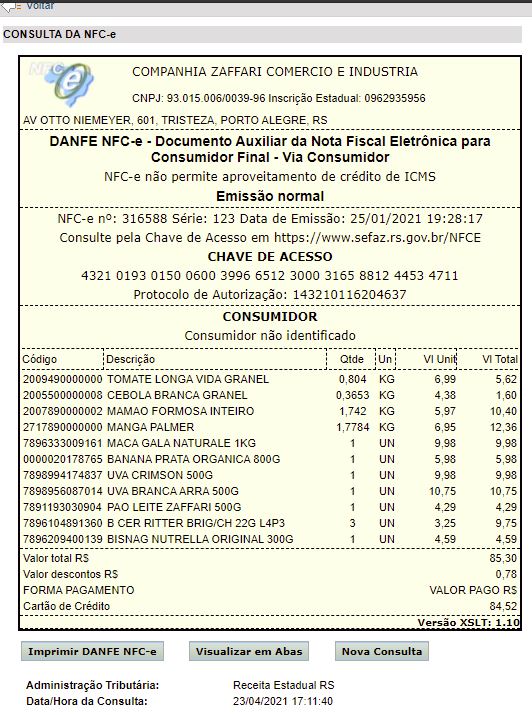 Voltar
CONSULTA DA NFC-e
NFC-e
COMPANHIA ZAFFARI COMERCIO E INDUSTRIA
CNPJ: 93.015.006/0039-96 Inscrição Estadual: 0962935956
AV OTTO NIEMEYER, 601, TRISTEZA, PORTO ALEGRE, RS
DANFE NFC-e - Documento Auxiliar da Nota Fiscal Eletrônica para
Consumidor Final - Via Consumidor
NFC-e não permite aproveitamento de crédito de ICMS
Emissão normal
NFC-e nº: 316588 Série: 123 Data de Emissão: 25/01/2021 19:28:17
Consulte pela Chave de Acesso em https://www.sefaz.rs.gov.br/NFCE
CHAVE DE ACESSO
4321 0193 0150 0600 3996 6512 3000 3165 8812 4453 4711
Protocolo de Autorização: 143210116204637
CONSUMIDOR
Consumidor não identificado
Código Descrição Qtde Un Vl Unit Vl Total
2009490000000 TOMATE LONGA VIDA GRANEL 0,804 KG 6,99 5,62
2005500000008 CEBOLA BRANCA GRANEL 0,3653 KG 4,38 1,60
2007890000002 MAMAO FORMOSA INTEIRO 1,742 KG 5,97 10,40
2717890000000 MANGA PALMER 1,7784 KG 6,95 12,36
7896333009161 MACA GALA NATURALE 1KG 1 UN 9,98 9,98
0000020178765 BANANA PRATA ORGANICA 800G 1 UN 5,98 5,98
7898994174837 UVA CRIMSON 500G 1 UN 9,98 9,98
7898956087014 UVA BRANCA ARRA 500G 1 UN 10,75 10,75
7891193030904 PAO LEITE ZAFFARI 500G 1 UN 4,29 4,29
7896104891360 B CER RITTER BRIG/CH 22G L4P3 3 UN 3,25 9,75
7896209400139 BISNAG NUTRELLA ORIGINAL 300G 1 UN 4,59 4,59
Valor total R$ 85,30
Valor descontos R$ 0,78
FORMA PAGAMENTO VALOR PAGO R$
Cartão de Crédito 84,52
Versão XSLT: 1.10
Imprimir DANFE NFC-e Visualizar em Abas Nova Consulta
Administração Tributária: Receita Estadual RS
Data/Hora da Consulta: 23/04/2021 17:11:40